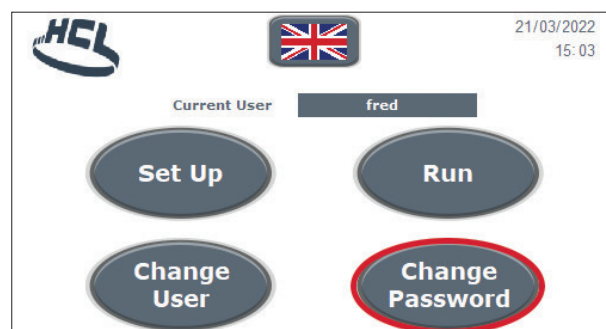 HCL
21/03/2022
15:03
Current User fred
Set Up
Run
Change
User
Change
Password